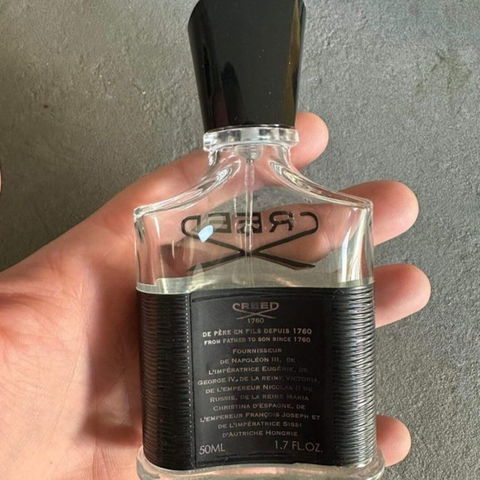 CREED
CREED
1760
DE PÈRE EN FILS DEPUIS 1760
FROM FATHER TO SON SINCE 1760
FOURNISSEUR
DE NAPOLÉON III, DE
L'IMPÉRATRICE EUGÉNIE, DE
GEORGE IV, DE LA REINE VICTORIA,
DE L'EMPEREUR NICOLAS II DE
RUSSIE, DE LA REINE MARIA
CHRISTINA D'ESPAGNE, DE
L'EMPEREUR FRANÇOIS JOSEPH ET
DE L'IMPÉRATRICE SISSI
D'AUTRICHE HONGRIE.
50ML 1.7 FL.OZ.